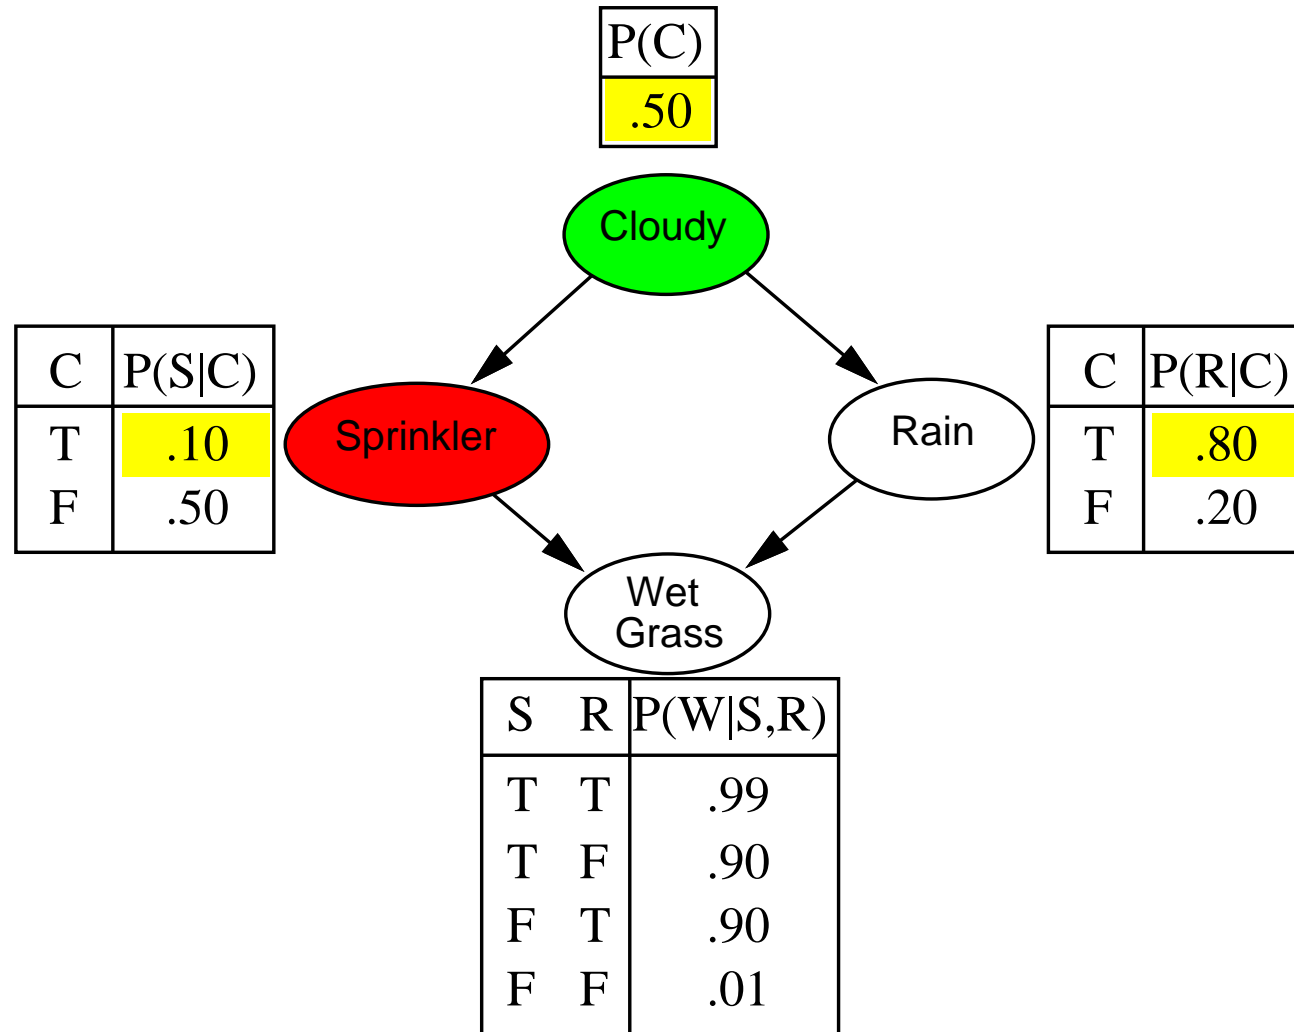 P(C)
.50
Cloudy
C P(S|C)
T .10
F .50
Sprinkler
Rain
C P(R|C)
T .80
F .20
Wet
Grass
S R P(W|S,R)
T T .99
T F .90
F T .90
F F .01